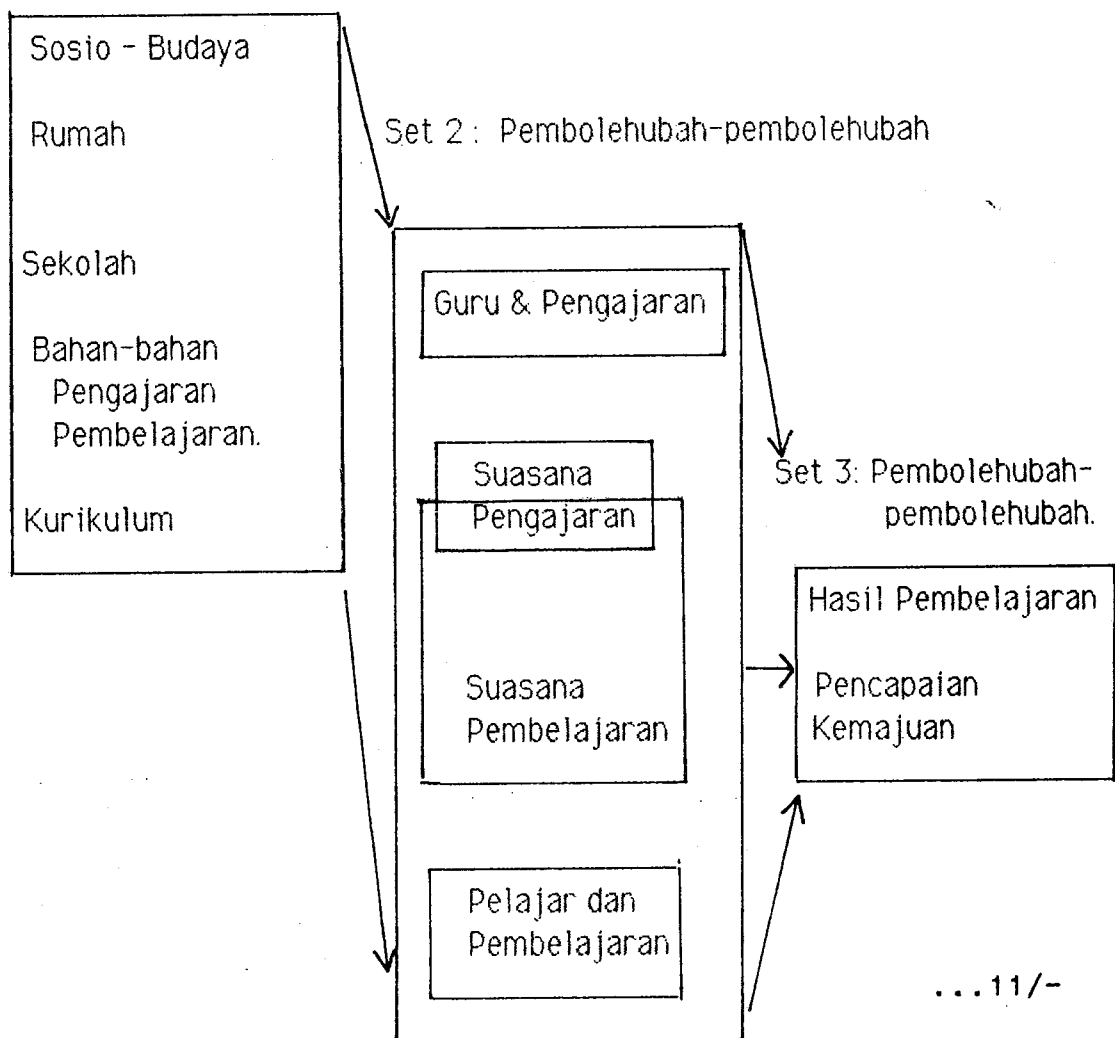 Sosio - Budaya
Rumah
Sekolah
Bahan-bahan
Pengajaran
Pembelajaran.
Kurikulum
Set 2 : Pembolehubah-pembolehubah
Guru & Pengajaran
Suasana
Pengajaran
Suasana
Pembelajaran
Pelajar dan
Pembelajaran
Set 3: Pembolehubah-
pembolehubah.
Hasil Pembelajaran
Pencapaian
Kemajuan
...11/-